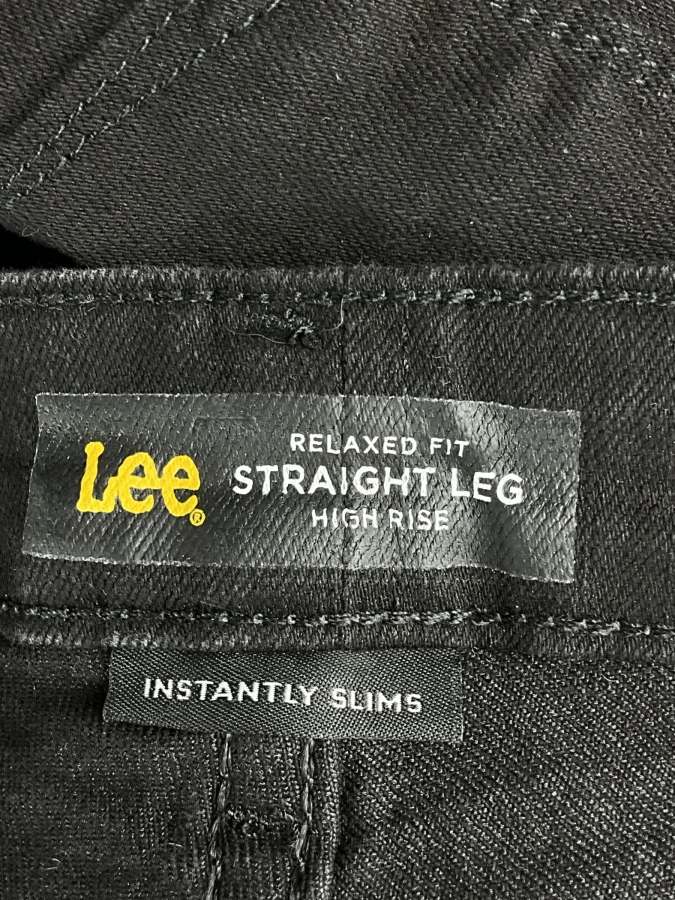 Lee®
RELAXED FIT
STRAIGHT LEG
HIGH RISE
INSTANTLY SLIMS